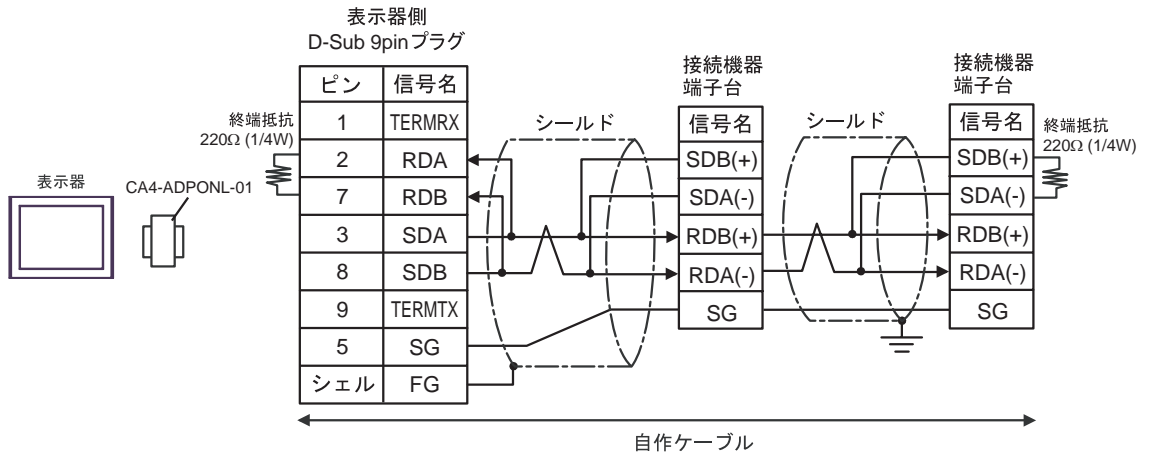 表示器側
D-Sub 9pinプラグ
ピン 信号名
1 TERMRX
2 RDA
7 RDB
3 SDA
8 SDB
9 TERMTX
5 SG
シェル FG
終端抵抗
220Ω (1/4W)
表示器
CA4-ADPONL-01
シールド
接続機器
端子台
信号名
SDB(+)
SDA(-)
RDB(+)
RDA(-)
SG
シールド
接続機器
端子台
信号名
SDB(+)
SDA(-)
RDB(+)
RDA(-)
SG
終端抵抗
220Ω (1/4W)
自作ケーブル